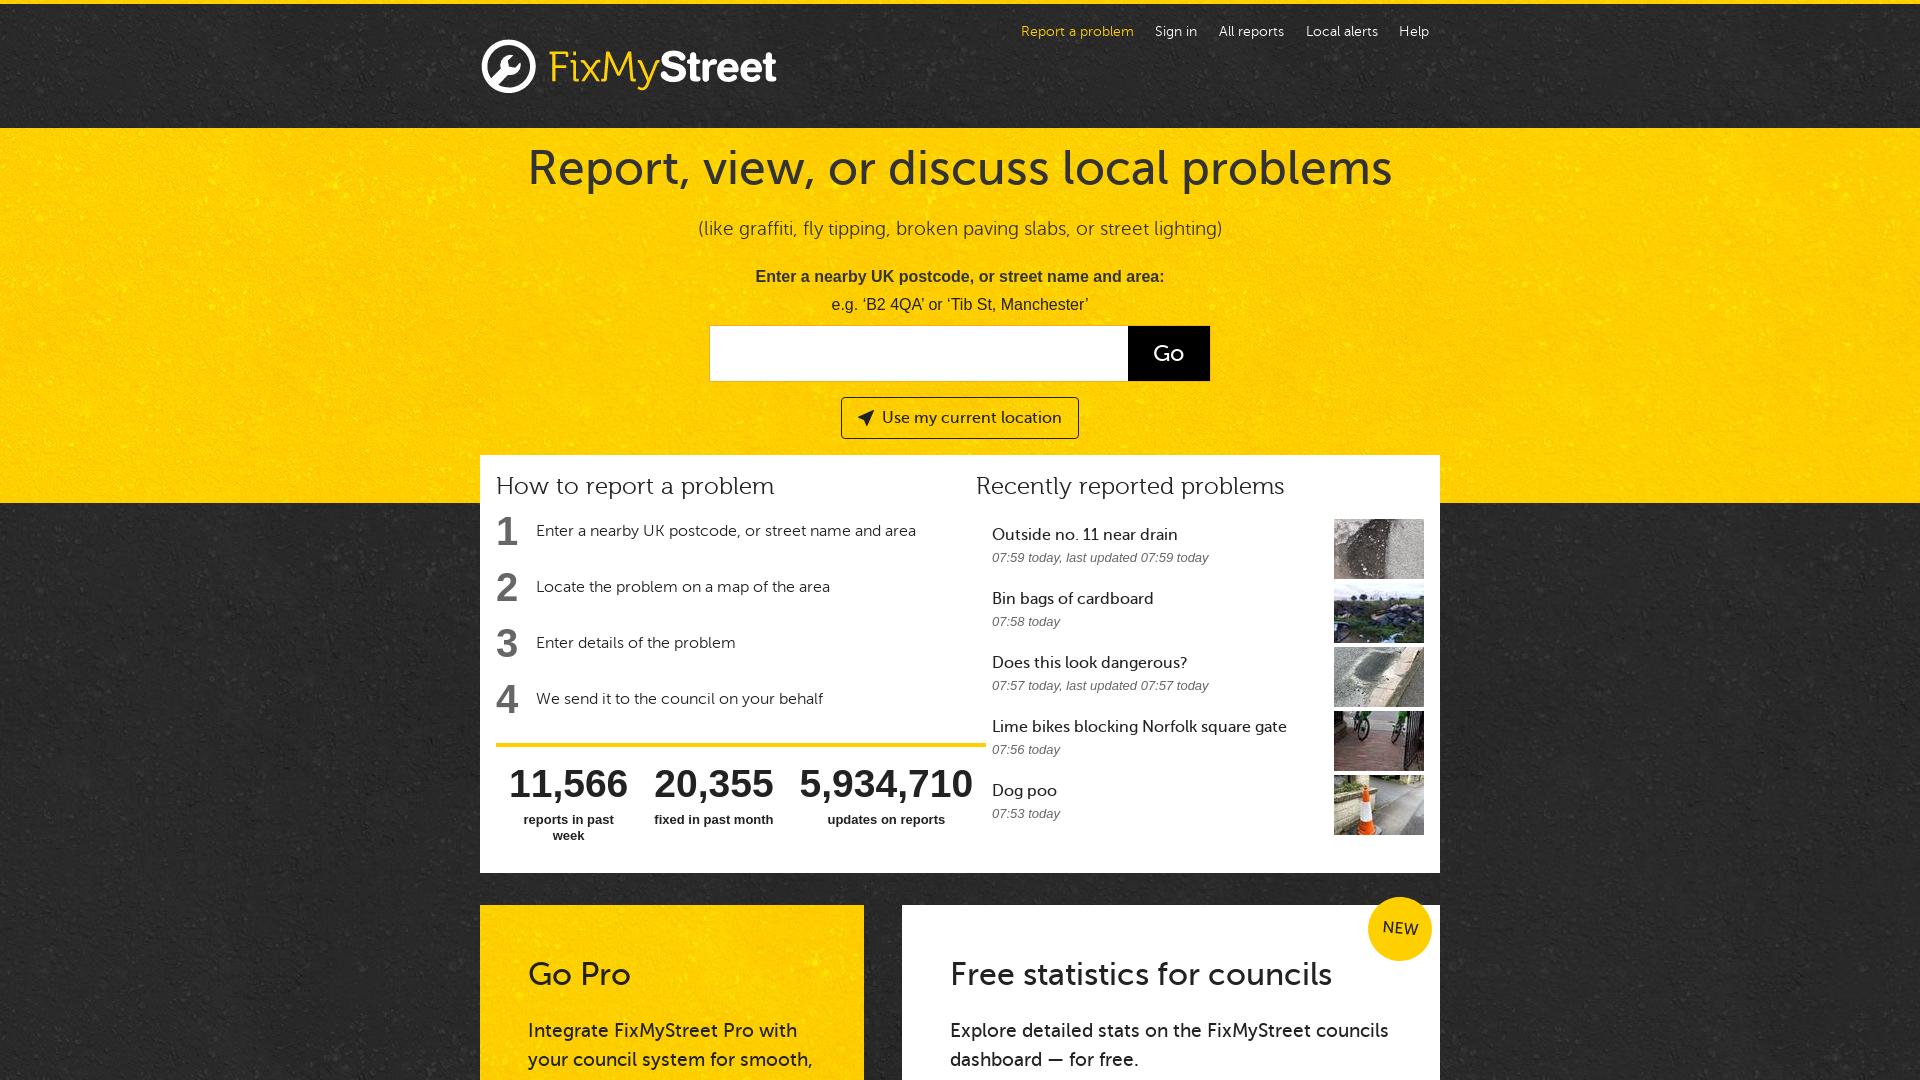 Report a problem
Sign in
All reports
Local alerts
Help
FixMyStreet
Report, view, or discuss local problems
(like graffiti, fly tipping, broken paving slabs, or street lighting)
Enter a nearby UK postcode, or street name and area:
e.g. ‘B2 4QA’ or ‘Tib St, Manchester’
Go
Use my current location
How to report a problem
1 Enter a nearby UK postcode, or street name and area
2 Locate the problem on a map of the area
3 Enter details of the problem
4 We send it to the council on your behalf
11,566
reports in past
week
20,355
fixed in past month
5,934,710
updates on reports
Recently reported problems
Outside no. 11 near drain
07:59 today, last updated 07:59 today
Bin bags of cardboard
07:58 today
Does this look dangerous?
07:57 today, last updated 07:57 today
Lime bikes blocking Norfolk square gate
07:56 today
Dog poo
07:53 today
Go Pro
Integrate FixMyStreet Pro with
your council system for smooth,
NEW
Free statistics for councils
Explore detailed stats on the FixMyStreet councils
dashboard — for free.